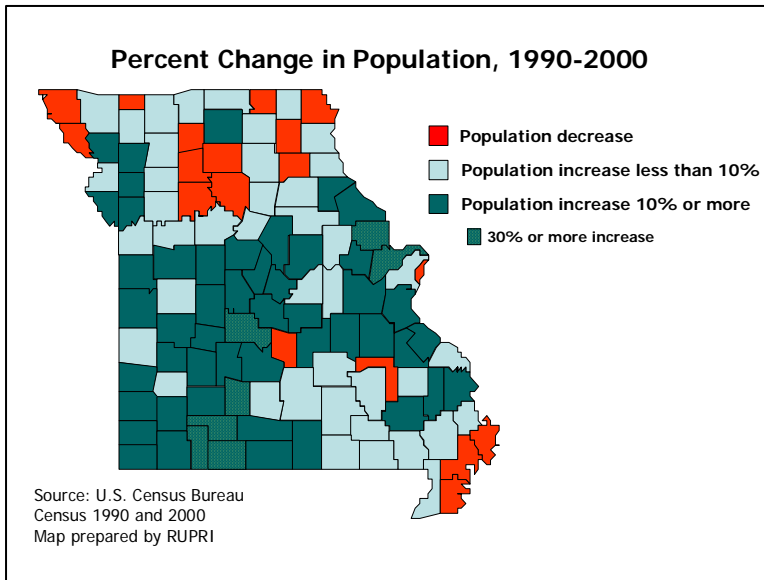 Percent Change in Population, 1990-2000
Population decrease
Population increase less than 10%
Population increase 10% or more
30% or more increase
Source: U.S. Census Bureau
Census 1990 and 2000
Map prepared by RUPRI